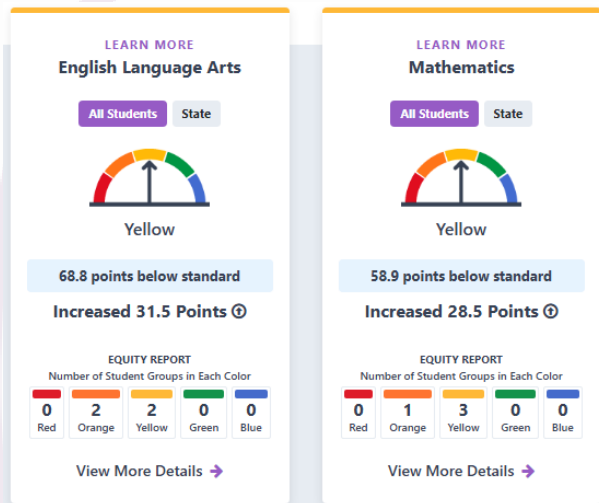 LEARN MORE
English Language Arts
All Students State
Yellow
68.8 points below standard
Increased 31.5 Points
EQUITY REPORT
Number of Student Groups in Each Color
0 2 2 0 0
Red Orange Yellow Green Blue
View More Details
LEARN MORE
Mathematics
All Students State
Yellow
58.9 points below standard
Increased 28.5 Points
EQUITY REPORT
Number of Student Groups in Each Color
0 1 3 0 0
Red Orange Yellow Green Blue
View More Details